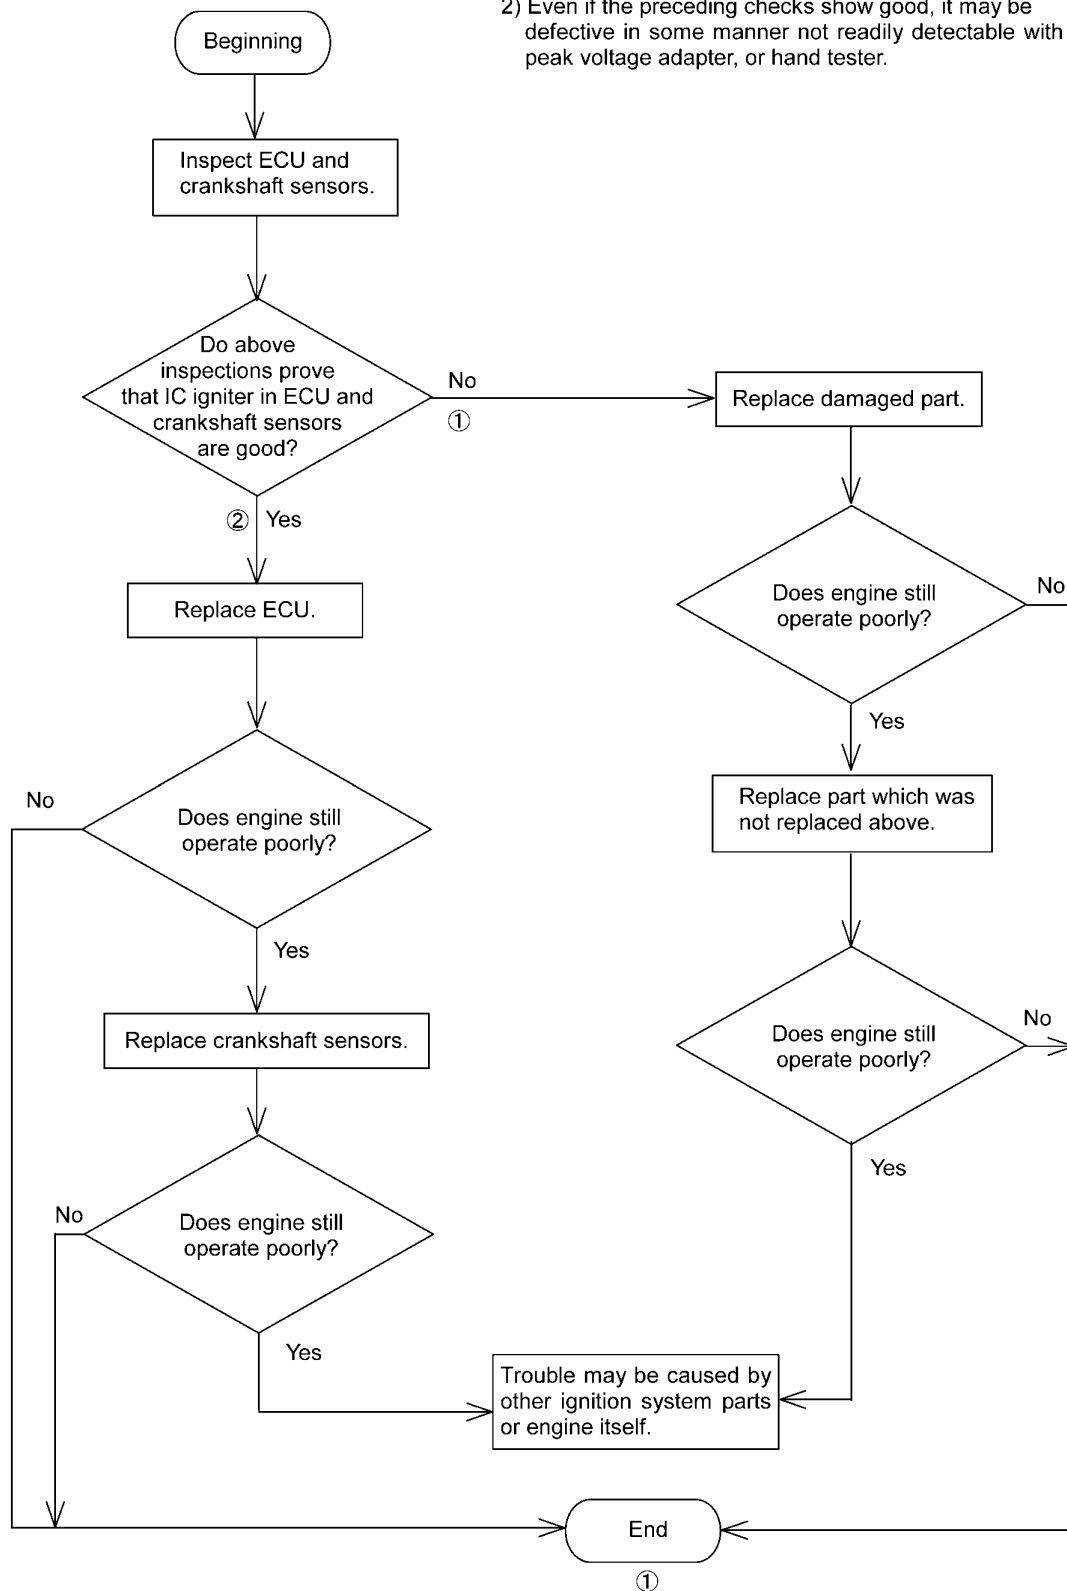 2) Even if the preceding checks show good, it may be
defective in some manner not readily detectable with
peak voltage adapter, or hand tester.
Beginning
Inspect ECU and
crankshaft sensors.
Do above
inspections prove
that IC igniter in ECU and
crankshaft sensors
are good?
No
①
Replace damaged part.
② Yes
Replace ECU.
Does engine still
operate poorly?
No
Yes
Replace part which was
not replaced above.
No
Does engine still
operate poorly?
Yes
Replace crankshaft sensors.
Does engine still
operate poorly?
No
Yes
No
Does engine still
operate poorly?
Yes
Trouble may be caused by
other ignition system parts
or engine itself.
End
①